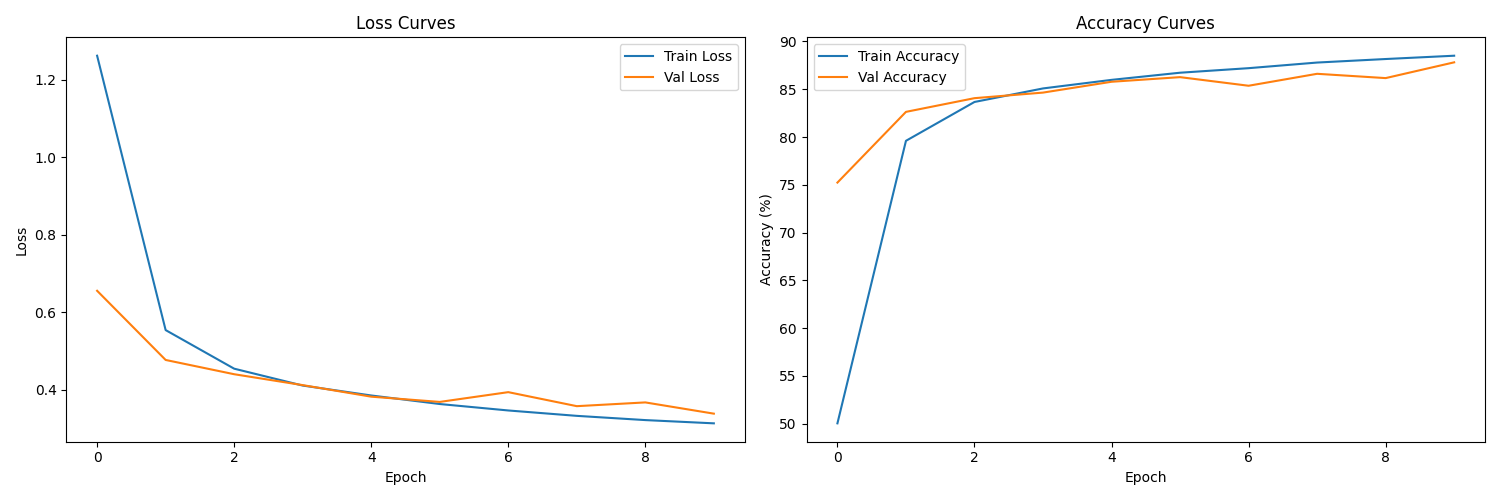 Loss Curves
Train Loss
Val Loss
1.2
1.0
0.8
0.6
0.4
Loss
0 2 4 6 8
Epoch
Accuracy Curves
Train Accuracy
Val Accuracy
90
85
80
75
70
65
60
55
50
Accuracy (%)
0 2 4 6 8
Epoch